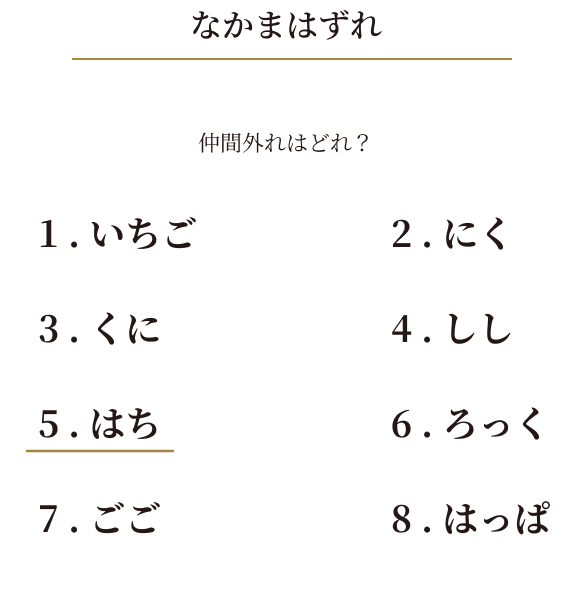 なかまはずれ
仲間外れはどれ？
1 . いちご
2 . にく
3 . くに
4 . しし
5 . はち
6 . ろっく
7 . ごご
8 . はっぱ